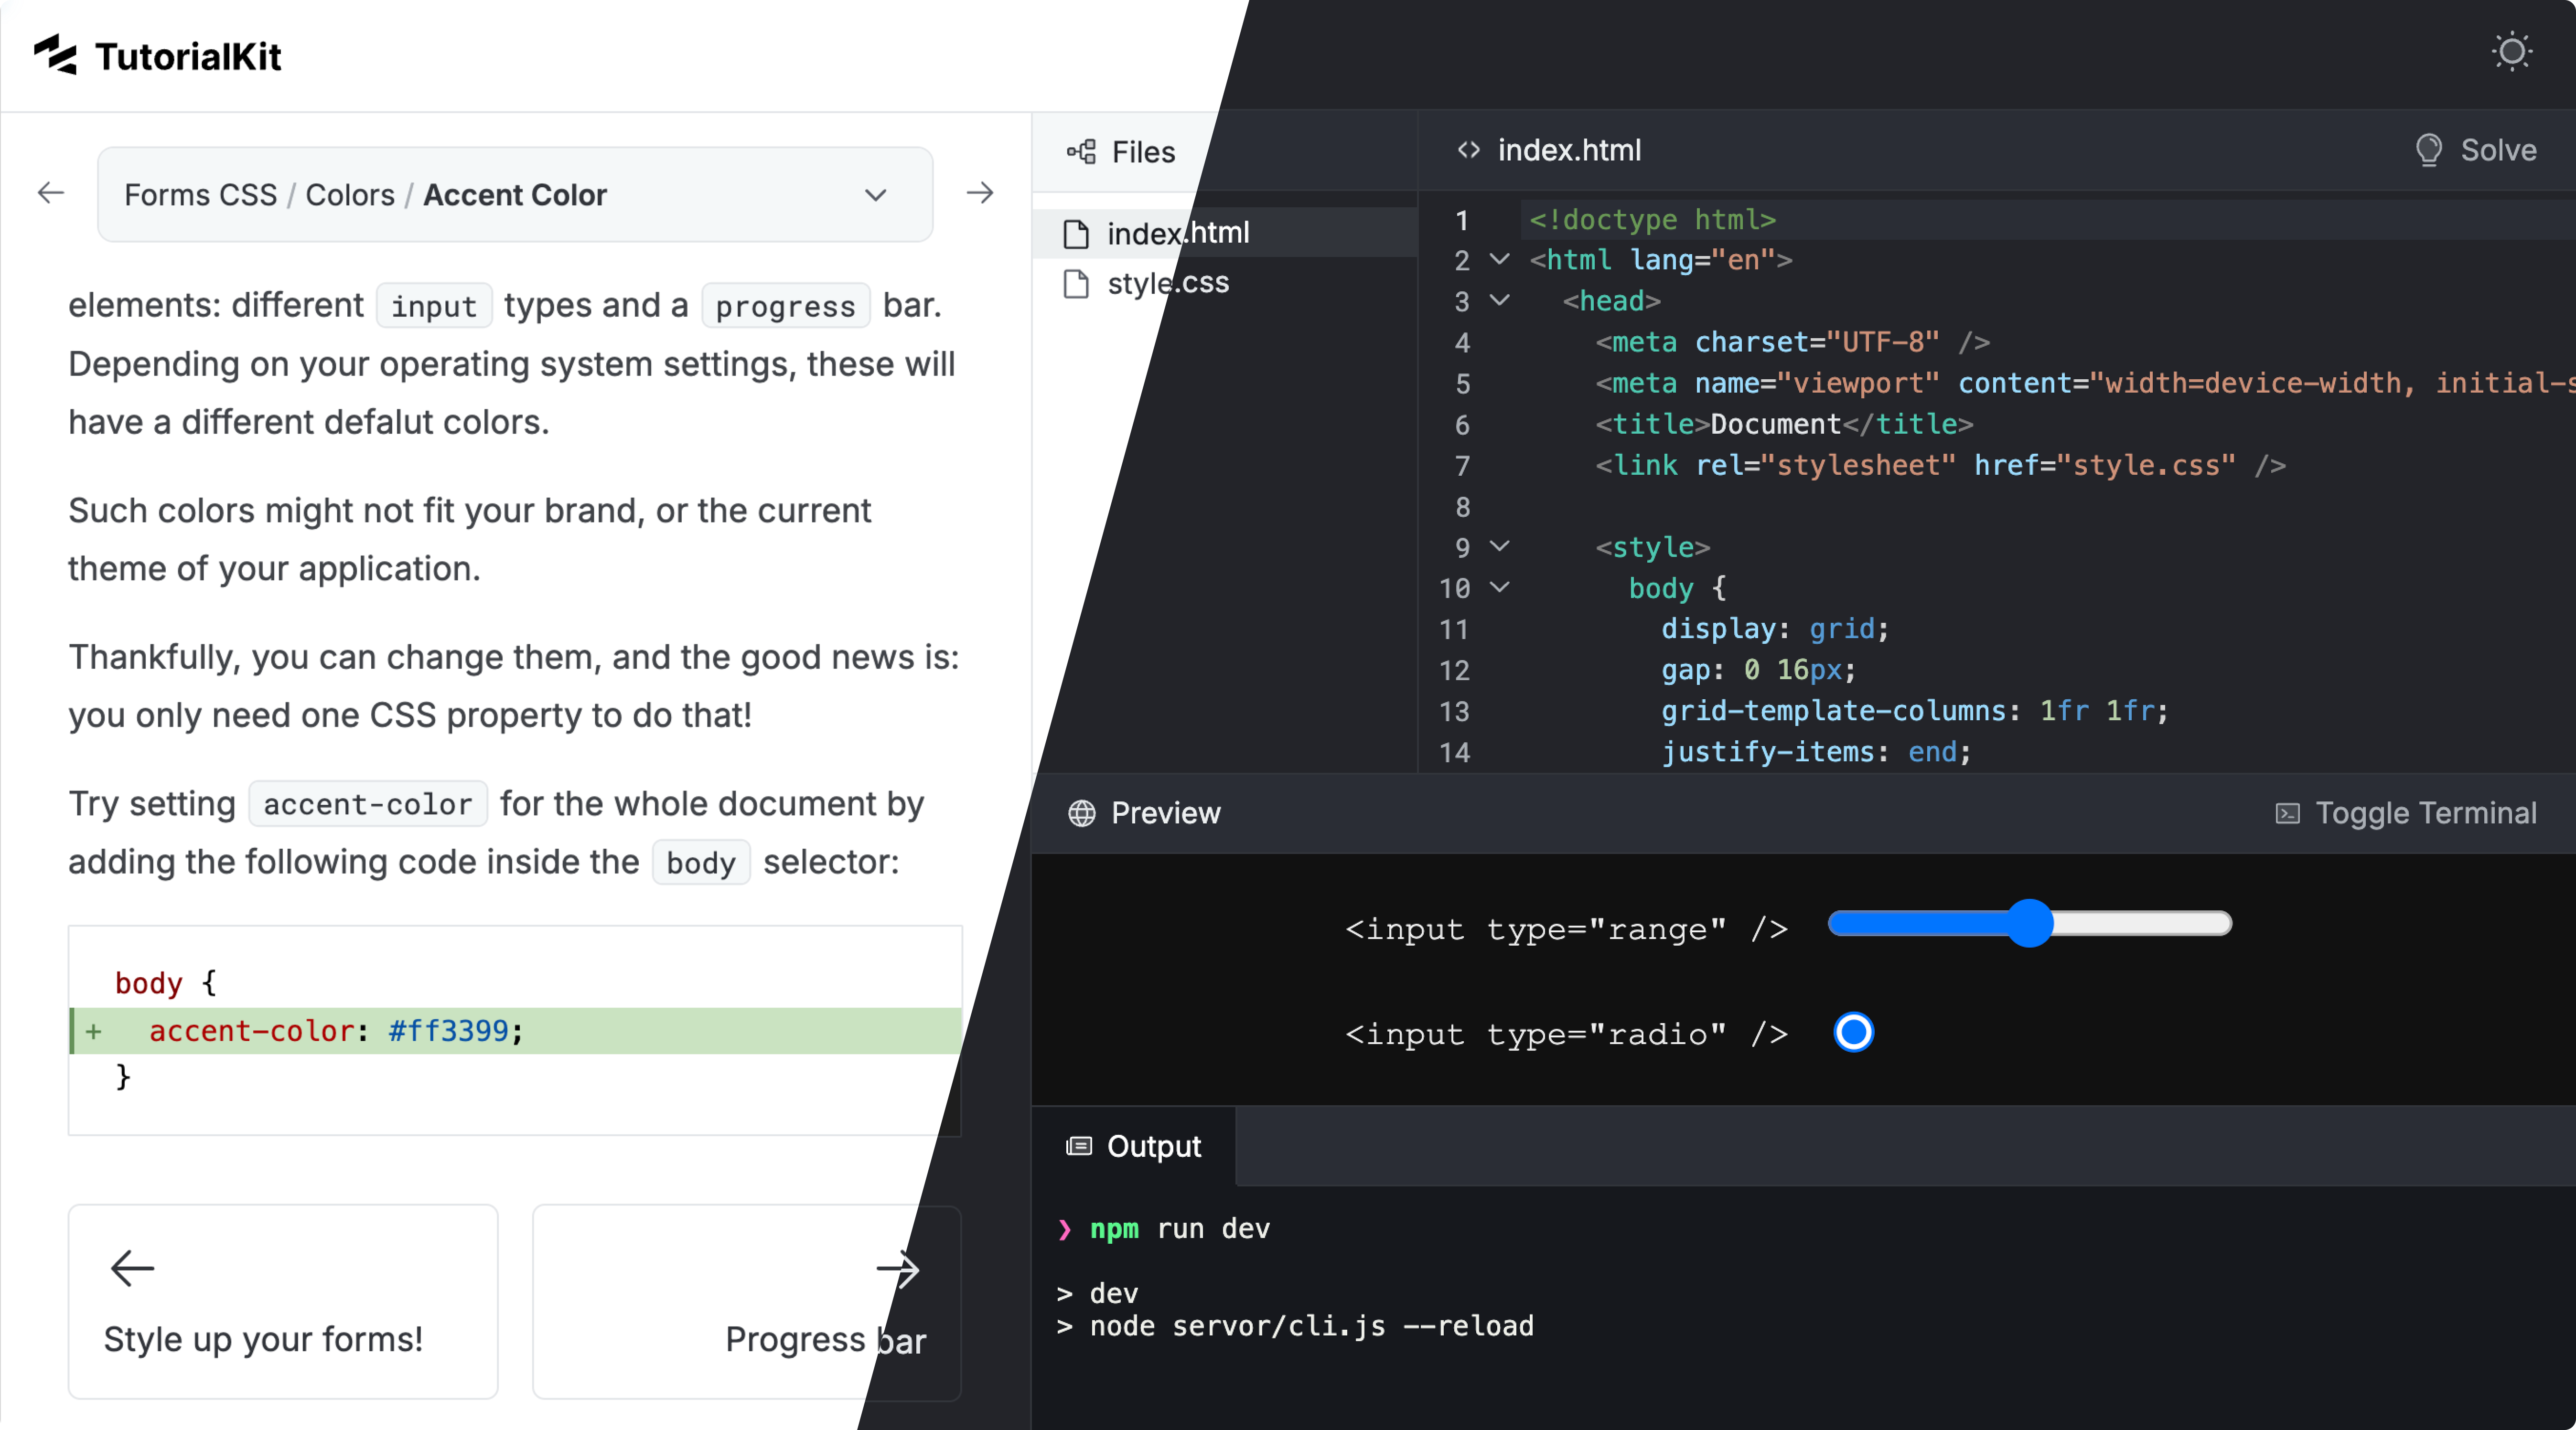 TutorialKit
Forms CSS / Colors / Accent Color
elements: different input types and a progress bar.
Depending on your operating system settings, these will
have a different defalut colors.
Such colors might not fit your brand, or the current
theme of your application.
Thankfully, you can change them, and the good news is:
you only need one CSS property to do that!
Try setting accent-color for the whole document by
adding the following code inside the body selector:
body {
+ accent-color: #ff3399;
}
Style up your forms!
Progress bar
Files
index.html
style.css
index.html
Solve
1 <!doctype html>
2 <html lang="en">
3 <head>
4 <meta charset="UTF-8" />
5 <meta name="viewport" content="width=device-width, initial-s
6 <title>Document</title>
7 <link rel="stylesheet" href="style.css" />
8
9 <style>
10 body {
11 display: grid;
12 gap: 0 16px;
13 grid-template-columns: 1fr 1fr;
14 justify-items: end;
Preview
Toggle Terminal
<input type="range" />
<input type="radio" />
Output
❯ npm run dev
> dev
> node servor/cli.js --reload